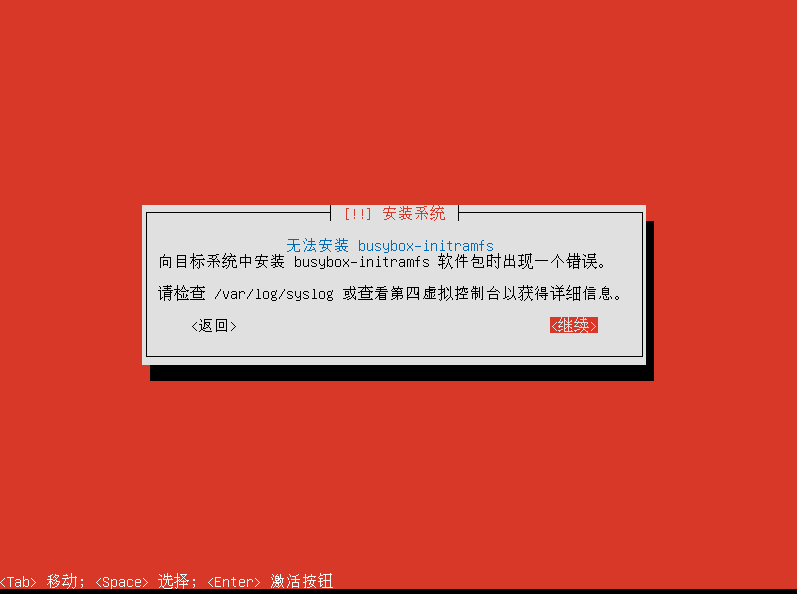 [!!] 安装系统
无法安装 busybox-initramfs
向目标系统中安装 busybox-initramfs 软件包时出现一个错误。
请检查 /var/log/syslog 或查看第四虚拟控制台以获得详细信息。
<返回> <继续>
<Tab> 移动; <Space> 选择; <Enter> 激活按钮